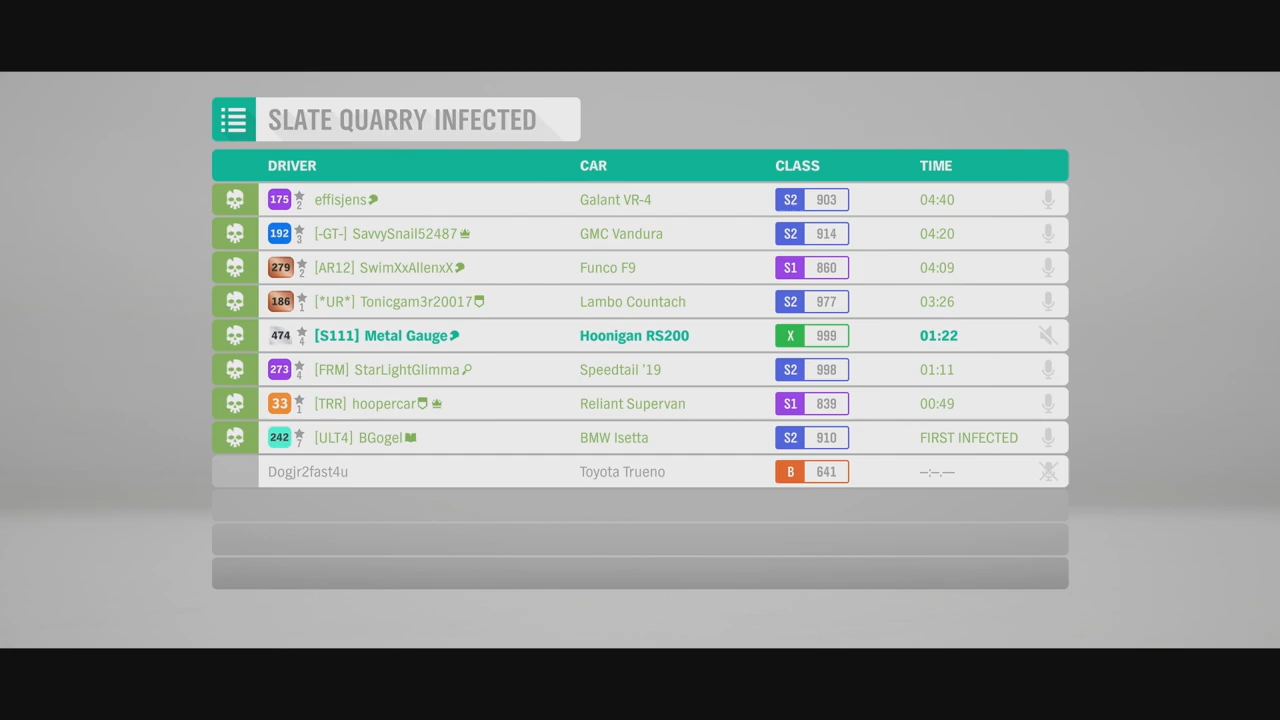 SLATE QUARRY INFECTED
DRIVER CAR CLASS TIME
175 2 effisjens Galant VR-4 S2 903 04:40
192 3 [-GT-] SavvySnail52487 GMC Vandura S2 914 04:20
279 2 [AR12] SwimXxAllenxX Funco F9 S1 860 04:09
186 1 [*UR*] Tonicgam3r20017 Lambo Countach S2 977 03:26
474 4 [S111] Metal Gauge Hoonigan RS200 X 999 01:22
273 4 [FRM] StarLightGlimma Speedtail '19 S2 998 01:11
33 1 [TRR] hoopercar Reliant Supervan S1 839 00:49
242 7 [ULT4] BGogel BMW Isetta S2 910 FIRST INFECTED
Dogjr2fast4u Toyota Trueno B 641 --:--.---